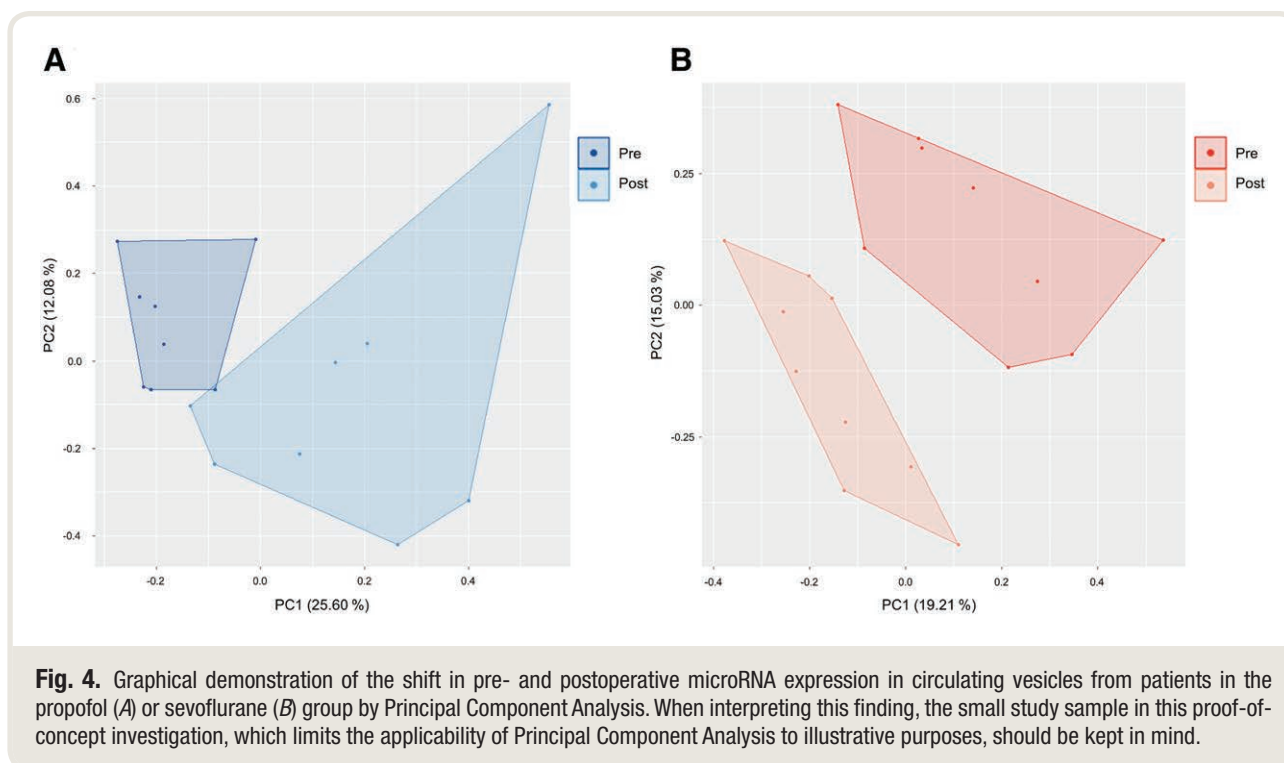 A
B
0.6
0.4
0.2
0.0
-0.2
-0.4
PC2 (12.08 %)
-0.2
0.0
0.2
0.4
PC1 (25.60 %)
Pre
Post
0.25
0.00
-0.25
PC2 (15.03 %)
-0.4
-0.2
0.0
0.2
0.4
PC1 (19.21 %)
Pre
Post
Fig. 4. Graphical demonstration of the shift in pre- and postoperative microRNA expression in circulating vesicles from patients in the
propofol (A) or sevoflurane (B) group by Principal Component Analysis. When interpreting this finding, the small study sample in this proof-of-
concept investigation, which limits the applicability of Principal Component Analysis to illustrative purposes, should be kept in mind.